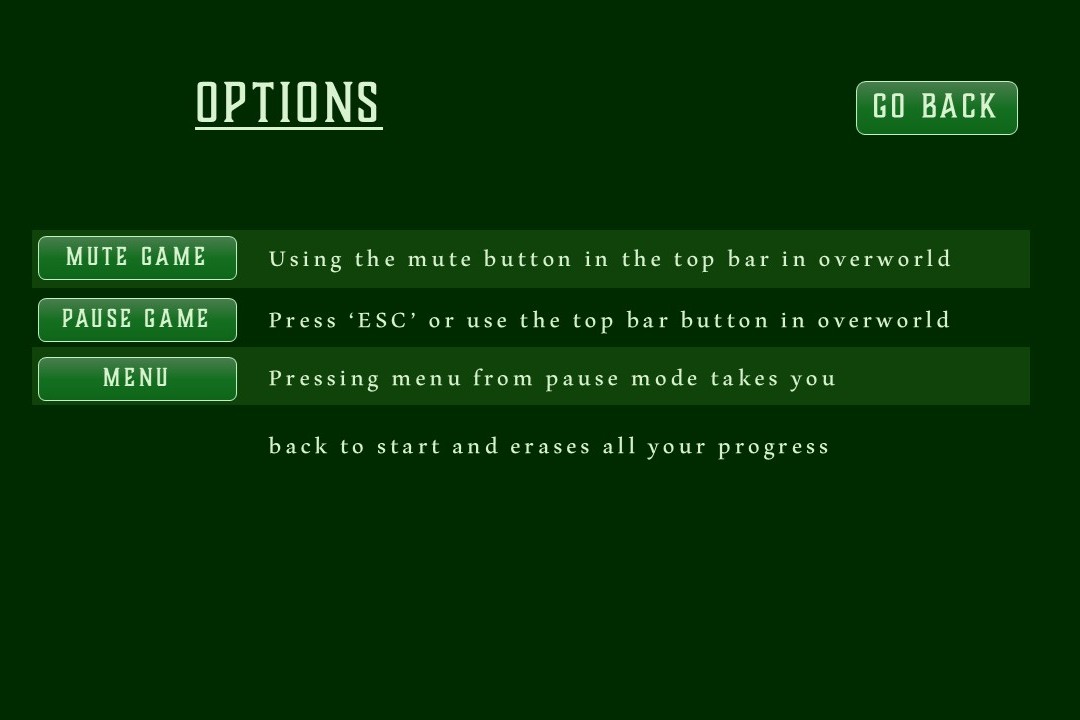 OPTIONS
GO BACK
MUTE GAME
Using the mute button in the top bar in overworld
PAUSE GAME
Press ‘ESC’ or use the top bar button in overworld
MENU
Pressing menu from pause mode takes you
back to start and erases all your progress